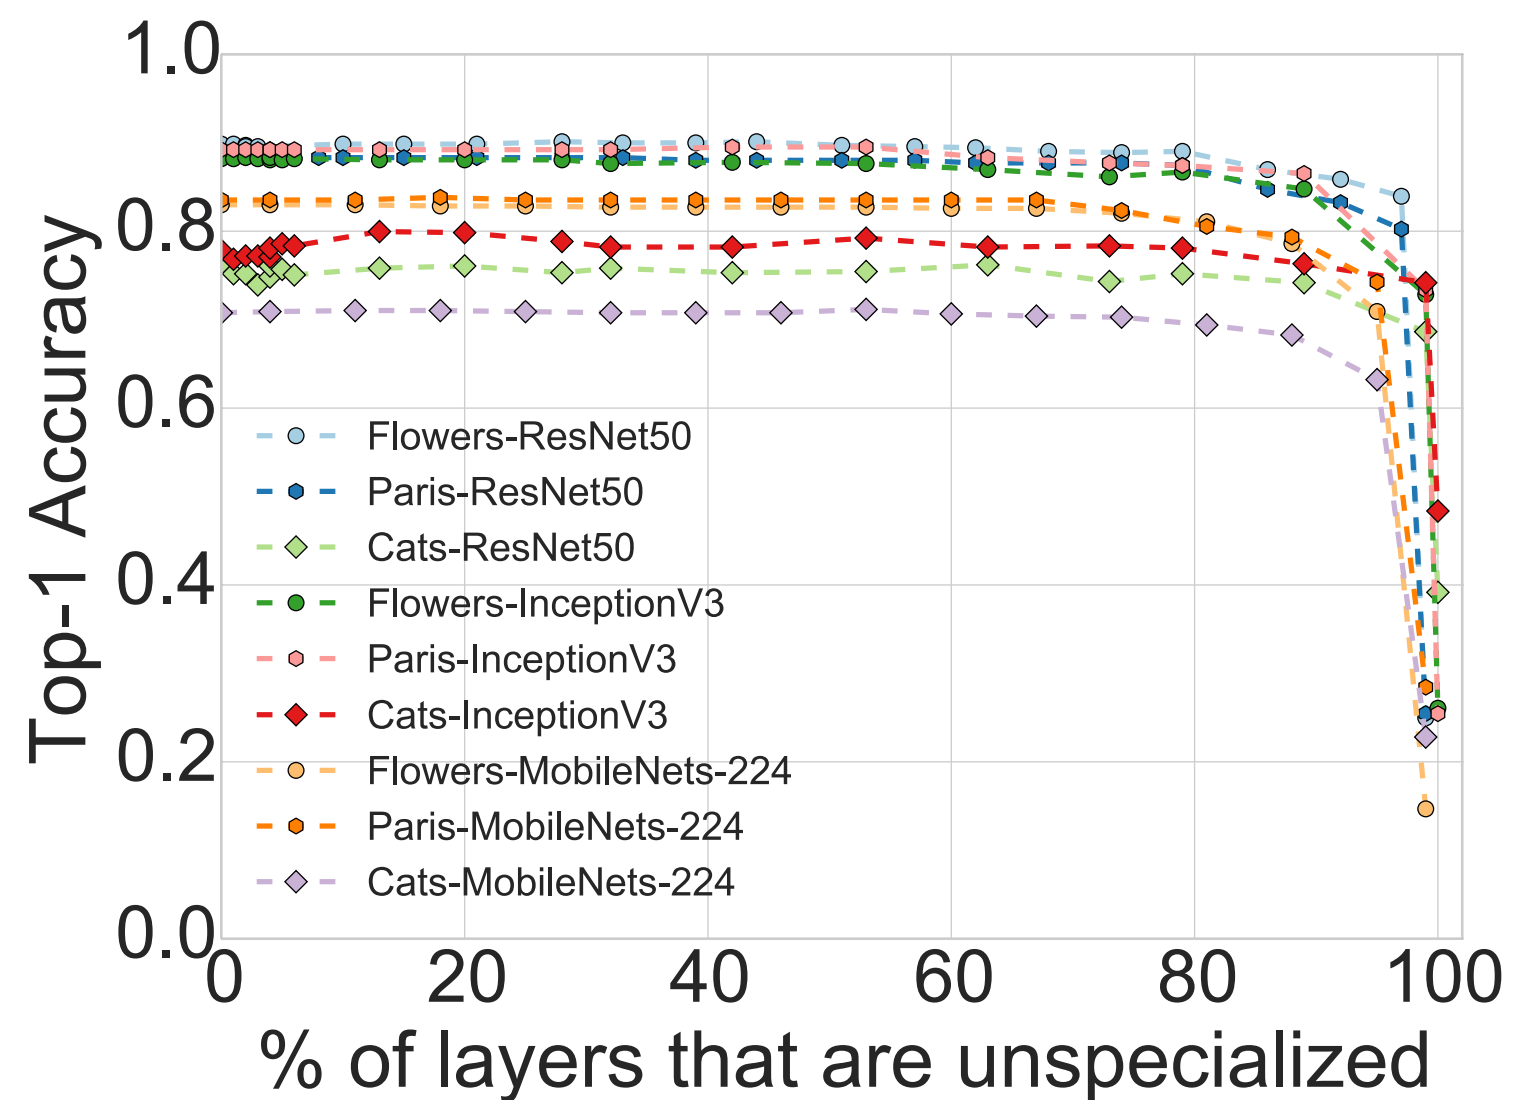 Top-1 Accuracy
1.0
0.8
0.6
0.4
0.2
0.0
Flowers-ResNet50
Paris-ResNet50
Cats-ResNet50
Flowers-InceptionV3
Paris-InceptionV3
Cats-InceptionV3
Flowers-MobileNets-224
Paris-MobileNets-224
Cats-MobileNets-224
0 20 40 60 80 100
% of layers that are unspecialized